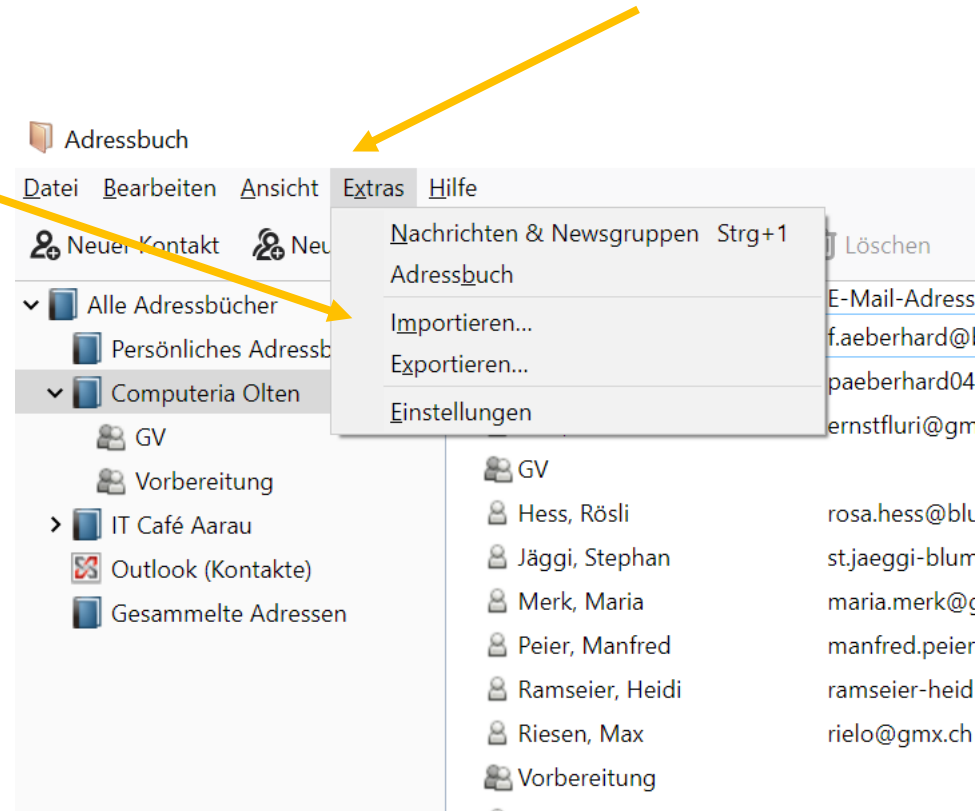 Adressbuch
Datei Bearbeiten Ansicht Extras Hilfe
Neuer Kontakt Neu Löschen
Nachrichten & Newsgruppen Strg+1
Adressbuch
Importieren...
Exportieren...
Einstellungen
Alle Adressbücher
Persönliches Adressb
Computeria Olten
GV
Vorbereitung
IT Café Aarau
Outlook (Kontakte)
Gesammelte Adressen
E-Mail-Adress
f.aeberhard@b
paeberhard04
ernstfluri@gm
GV
Hess, Rösli rosa.hess@blu
Jäggi, Stephan st.jaeggi-blum
Merk, Maria maria.merk@g
Peier, Manfred manfred.peier
Ramseier, Heidi ramseier-heid
Riesen, Max rielo@gmx.ch
Vorbereitung